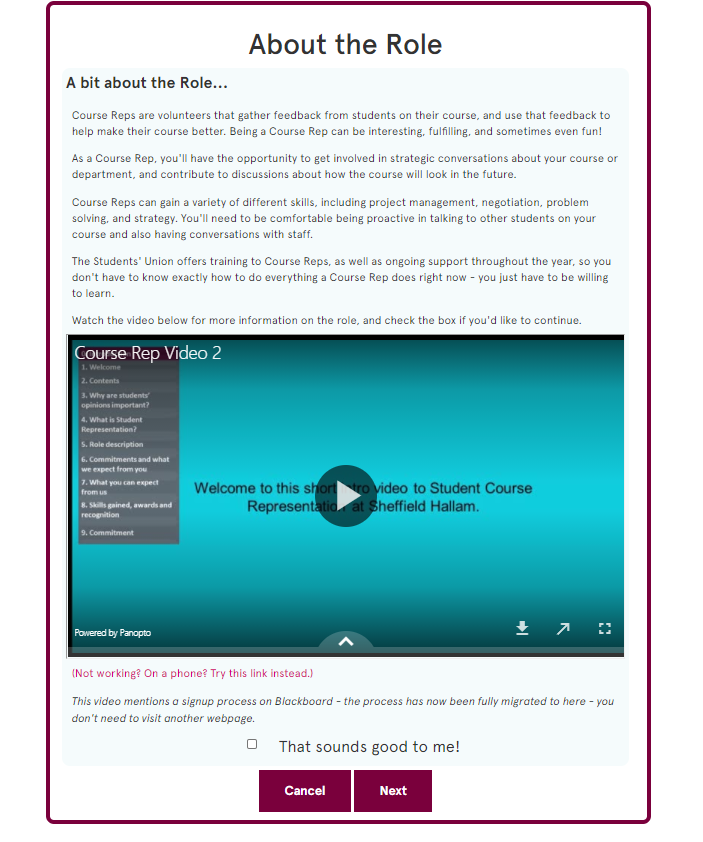 About the Role
A bit about the Role...
Course Reps are volunteers that gather feedback from students on their course, and use that feedback to
help make their course better. Being a Course Rep can be interesting, fulfilling, and sometimes even fun!
As a Course Rep, you'll have the opportunity to get involved in strategic conversations about your course or
department, and contribute to discussions about how the course will look in the future.
Course Reps can gain a variety of different skills, including project management, negotiation, problem
solving, and strategy. You'll need to be comfortable being proactive in talking to other students on your
course and also having conversations with staff.
The Students' Union offers training to Course Reps, as well as ongoing support throughout the year, so you
don't have to know exactly how to do everything a Course Rep does right now - you just have to be willing
to learn.
Watch the video below for more information on the role, and check the box if you'd like to continue.
Course Rep Video 2
1. Welcome
2. Contents
3. Why are students'
opinions important?
4. What is Student
Representation?
5. Role description
6. Commitments and what
we expect from you
7. What you can expect
from us
8. Skills gained, awards and
recognition
9. Commitment
Welcome to this short intro video to Student Course
Representation at Sheffield Hallam.
Powered by Panopto
(Not working? On a phone? Try this link instead.)
This video mentions a signup process on Blackboard - the process has now been fully migrated to here - you
don't need to visit another webpage.
That sounds good to me!
Cancel
Next